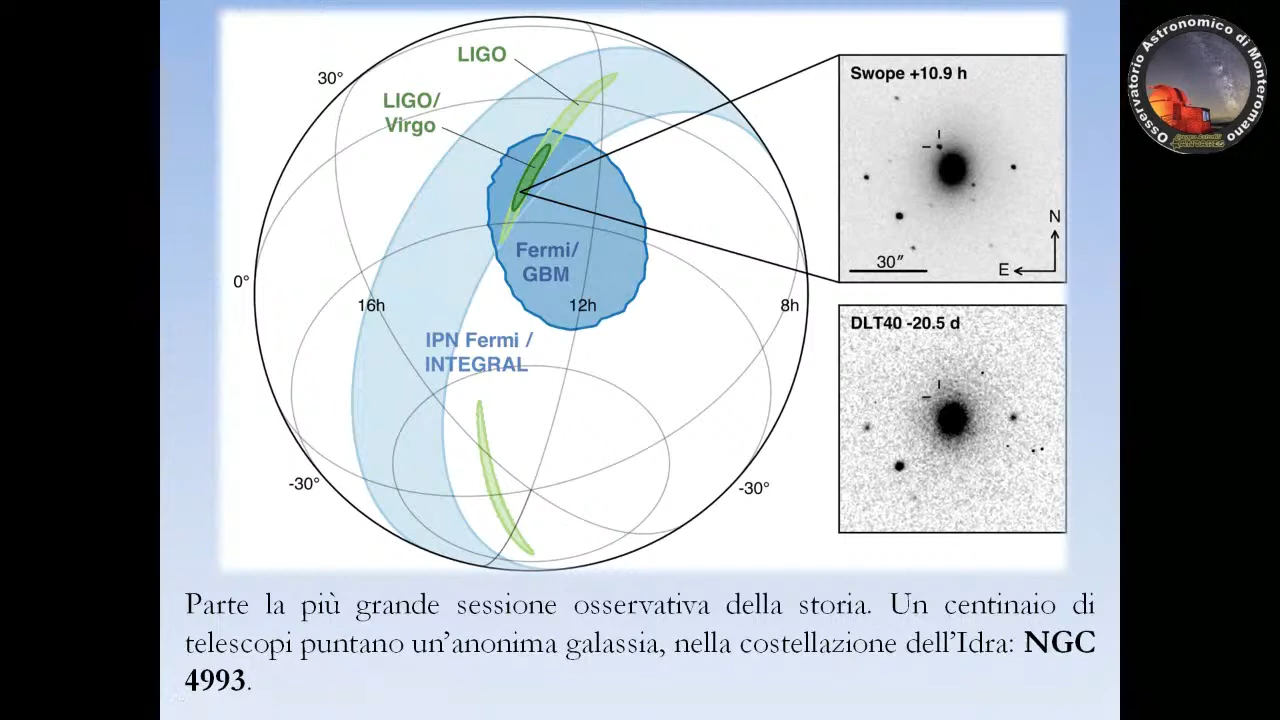 LIGO
30°
LIGO/
Virgo
Swope +10.9 h
N
30″
E
Fermi/
GBM
0°
16h
12h
8h
IPN Fermi /
INTEGRAL
DLT40 -20.5 d
-30°
-30°
Parte la più grande sessione osservativa della storia. Un centinaio di
telescopi puntano un’anonima galassia, nella costellazione dell’Idra: NGC
4993.
Osservatorio Astronomico di Monteromano
ANTARES